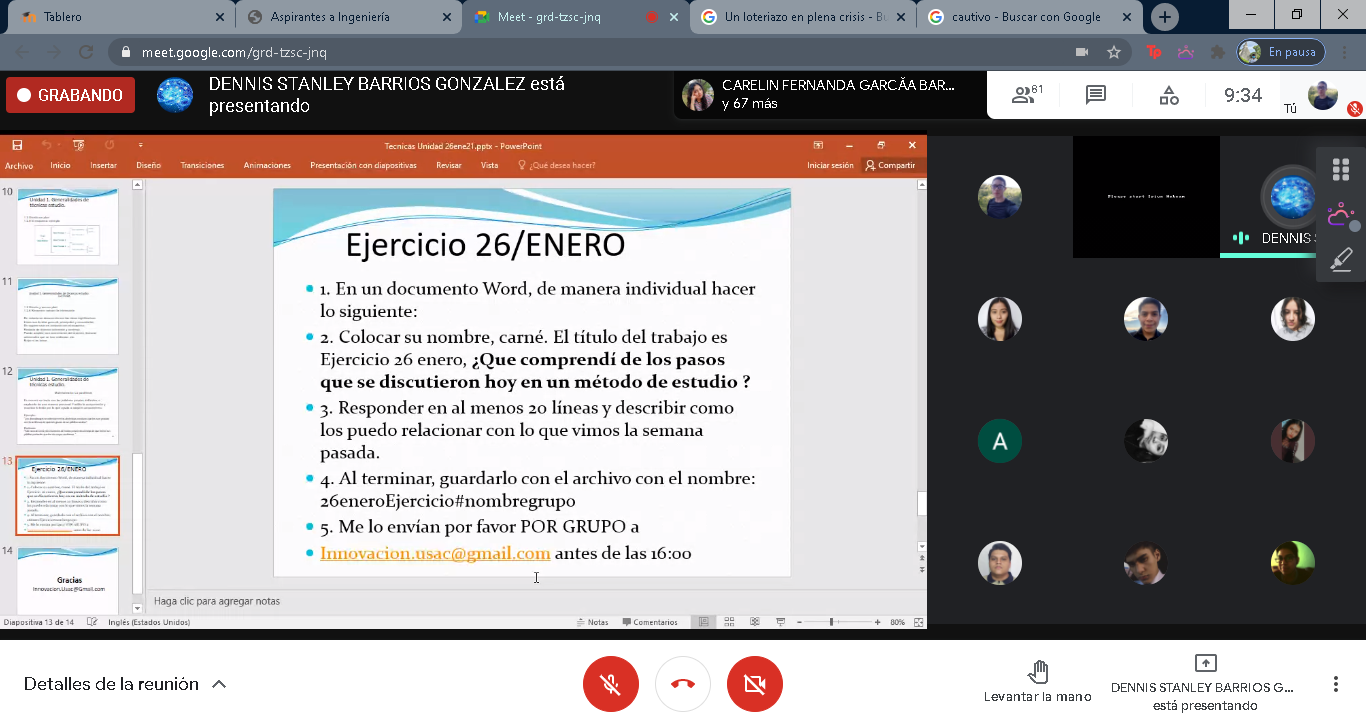 Tablero
Aspirantes a Ingeniería
Meet - grd-tzsc-jnq
Un loteriazo en plena crisis - Bu
cautivo - Buscar con Google
meet.google.com/grd-tzsc-jnq
Tp
En pausa
GRABANDO
DENNIS STANLEY BARRIOS GONZALEZ está
presentando
CARELIN FERNANDA GARCÃA BAR...
y 67 más
61
9:34
Tú
Tecnicas Unidad 26ene21.pptx - PowerPoint
Archivo Inicio Insertar Diseño Transiciones Animaciones Presentación con diapositivas Revisar Vista ¿Qué desea hacer? Iniciar sesión Compartir
10
Unidad 1. Generalidades de
técnicas estudio.
11
12
Unidad 1. Generalidades de
técnicas estudio.
13
Ejercicio 26/ENERO
14
Gracias
Innovacion.Usac@Gmail.com
Ejercicio 26/ENERO
1. En un documento Word, de manera individual hacer
lo siguiente:
2. Colocar su nombre, carné. El título del trabajo es
Ejercicio 26 enero, ¿Que comprendí de los pasos
que se discutieron hoy en un método de estudio ?
3. Responder en al menos 20 líneas y describir como
los puedo relacionar con lo que vimos la semana
pasada.
4. Al terminar, guardarlo con el archivo con el nombre:
26eneroEjercicio#nombregrupo
5. Me lo envían por favor POR GRUPO a
Innovacion.usac@gmail.com antes de las 16:00
Haga clic para agregar notas
Diapositiva 13 de 14 Inglés (Estados Unidos) Notas Comentarios 80%
DENNIS S
A
Detalles de la reunión
Levantar la mano
DENNIS STANLEY BARRIOS G...
está presentando